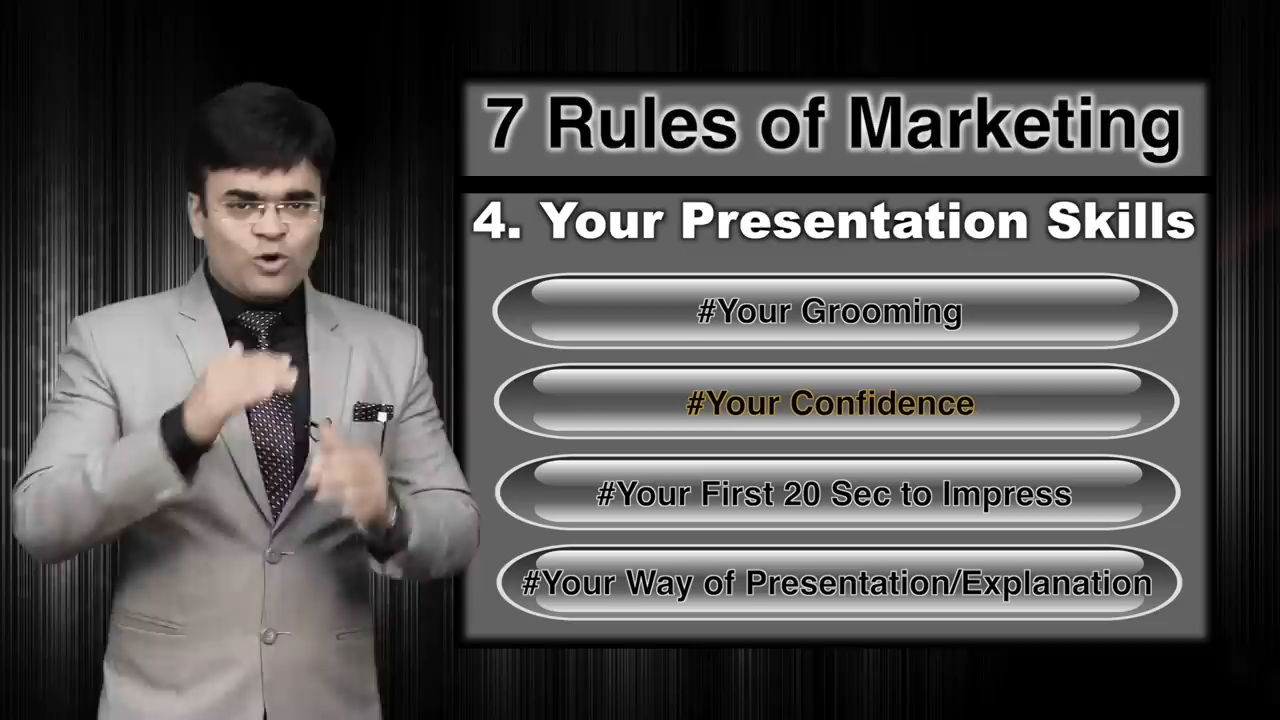 7 Rules of Marketing
4. Your Presentation Skills
#Your Grooming
#Your Confidence
#Your First 20 Sec to Impress
#Your Way of Presentation/Explanation